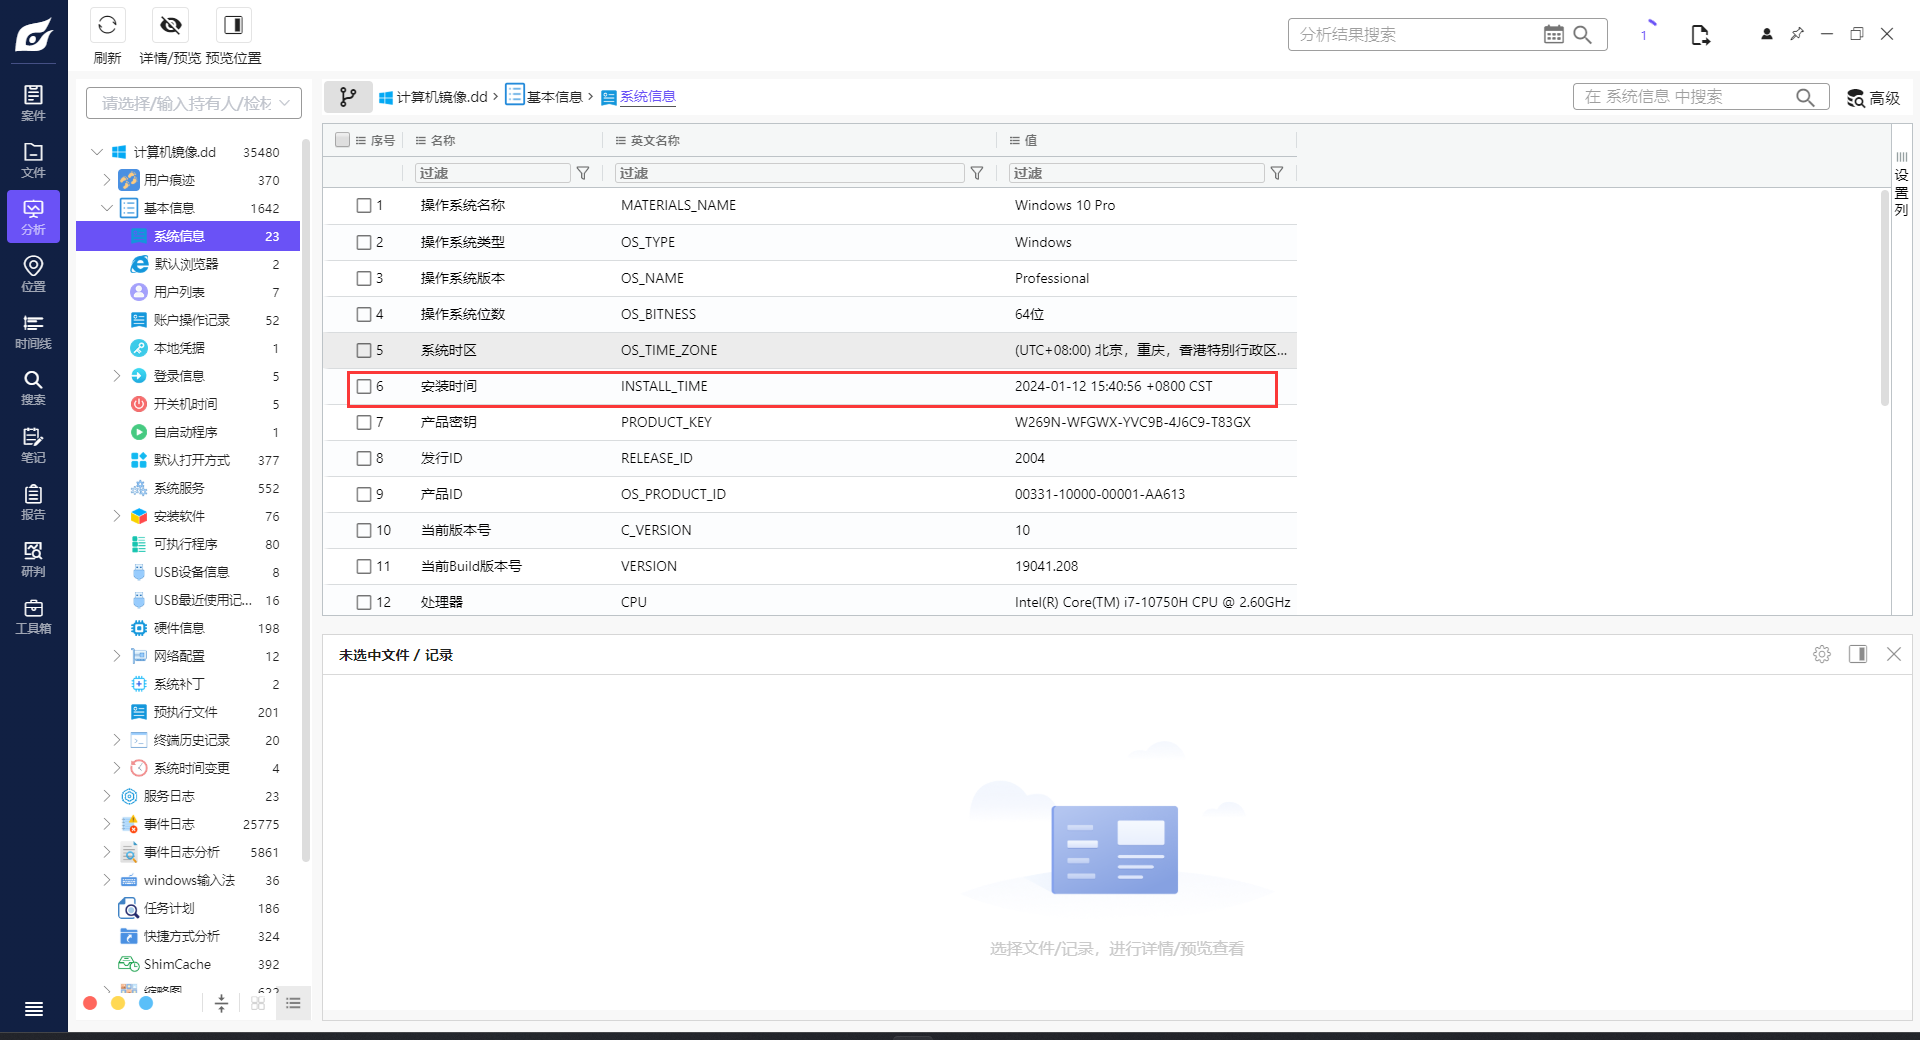 刷新
详情/预览
预览位置
分析结果搜索
1
案件
文件
分析
位置
时间线
搜索
笔记
报告
研判
工具箱
请选择/输入持有人/检材
计算机镜像.dd 35480
用户痕迹 370
基本信息 1642
系统信息 23
默认浏览器 2
用户列表 7
账户操作记录 52
本地凭据 1
登录信息 5
开关机时间 5
自启动程序 1
默认打开方式 377
系统服务 552
安装软件 76
可执行程序 80
USB设备信息 8
USB最近使用记... 16
硬件信息 198
网络配置 12
系统补丁 2
预执行文件 201
终端历史记录 20
系统时间变更 4
服务日志 23
事件日志 25775
事件日志分析 5861
windows输入法 36
任务计划 186
快捷方式分析 324
ShimCache 392
缩略图 622
计算机镜像.dd > 基本信息 > 系统信息
在 系统信息 中搜索
高级
序号 名称 英文名称 值
过滤 过滤 过滤
1 操作系统名称 MATERIALS_NAME Windows 10 Pro
2 操作系统类型 OS_TYPE Windows
3 操作系统版本 OS_NAME Professional
4 操作系统位数 OS_BITNESS 64位
5 系统时区 OS_TIME_ZONE (UTC+08:00) 北京，重庆，香港特别行政区...
6 安装时间 INSTALL_TIME 2024-01-12 15:40:56 +0800 CST
7 产品密钥 PRODUCT_KEY W269N-WFGWX-YVC9B-4J6C9-T83GX
8 发行ID RELEASE_ID 2004
9 产品ID OS_PRODUCT_ID 00331-10000-00001-AA613
10 当前版本号 C_VERSION 10
11 当前Build版本号 VERSION 19041.208
12 处理器 CPU Intel(R) Core(TM) i7-10750H CPU @ 2.60GHz
设置列
未选中文件 / 记录
选择文件/记录，进行详情/预览查看